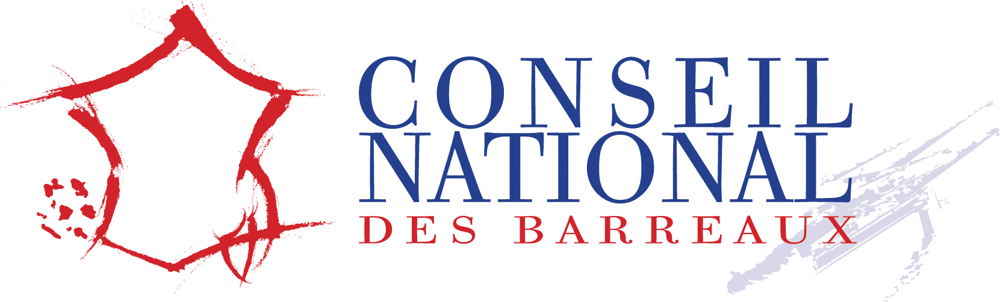 CONSEIL
NATIONAL
DES BARREAUX